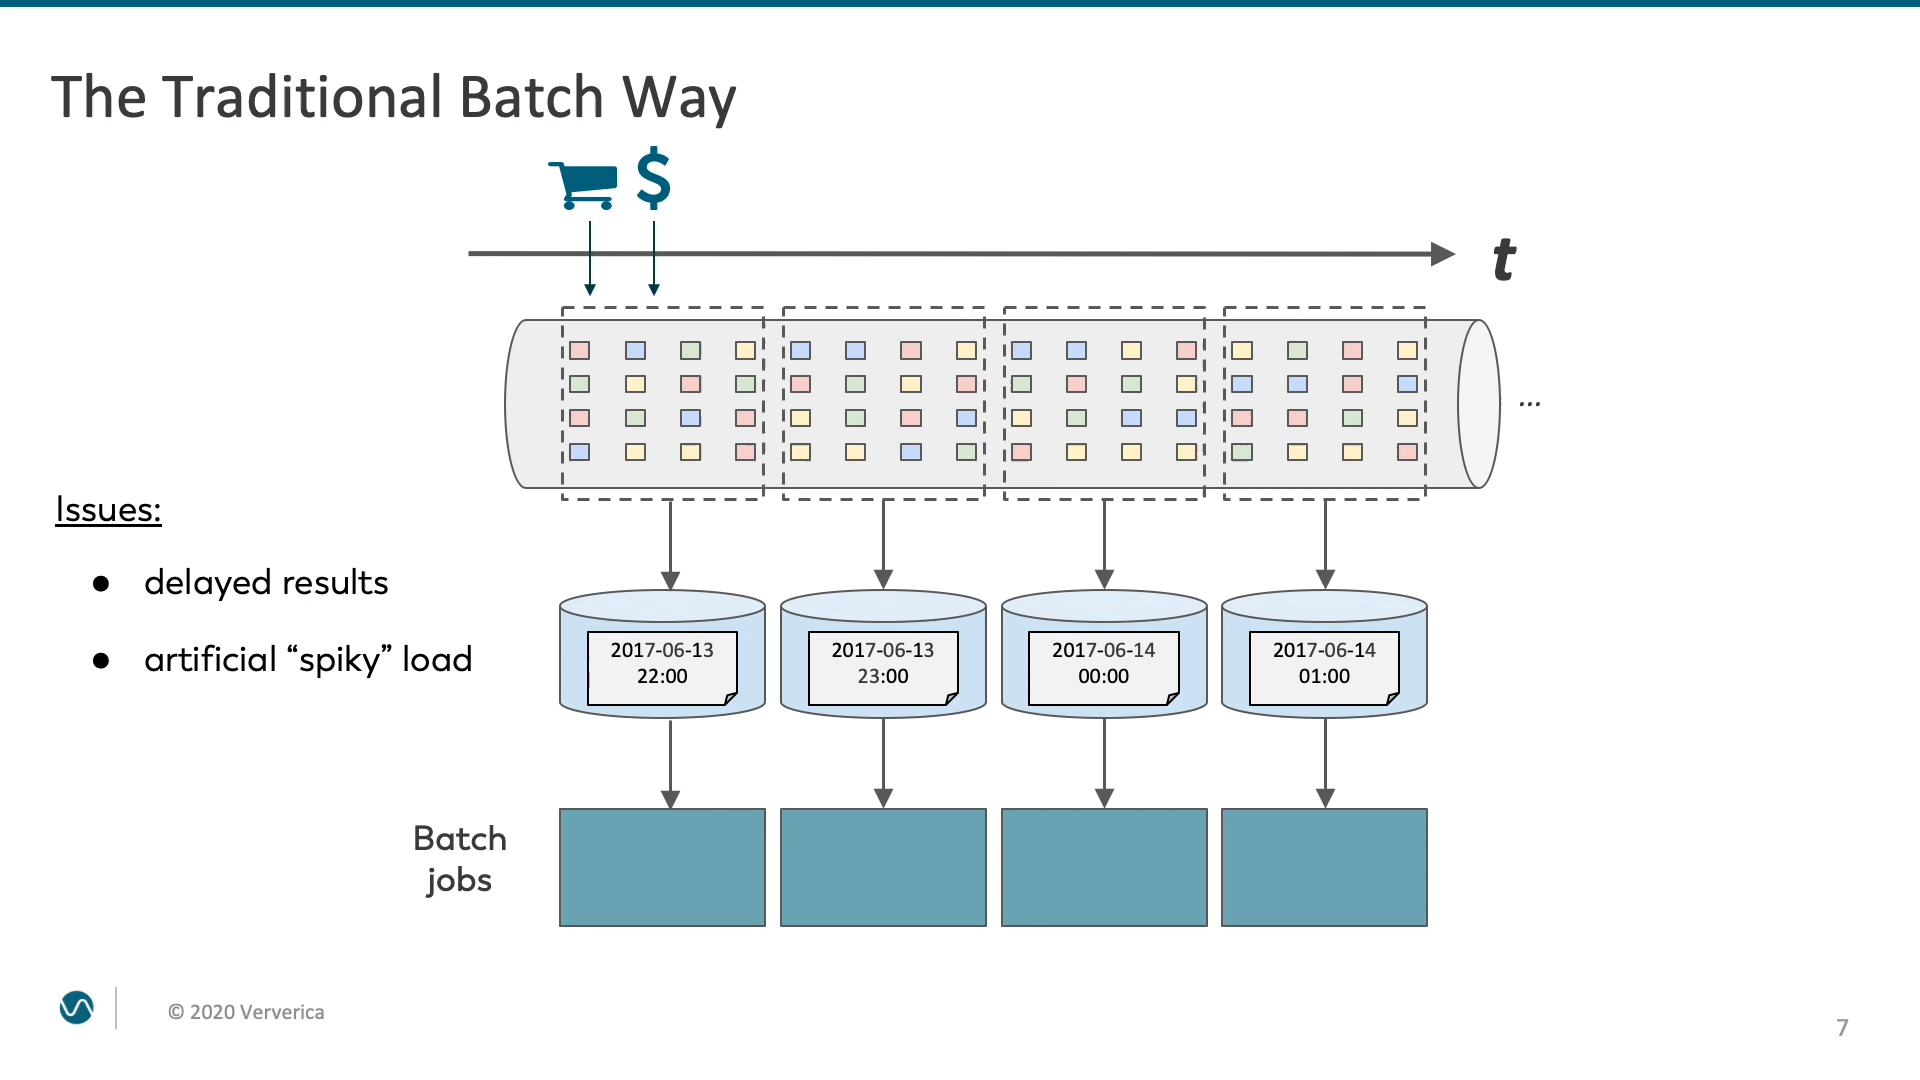 The Traditional Batch Way
$
t
...
Issues:
● delayed results
● artificial “spiky” load
2017-06-13
22:00
2017-06-13
23:00
2017-06-14
00:00
2017-06-14
01:00
Batch
jobs
© 2020 Ververica
7